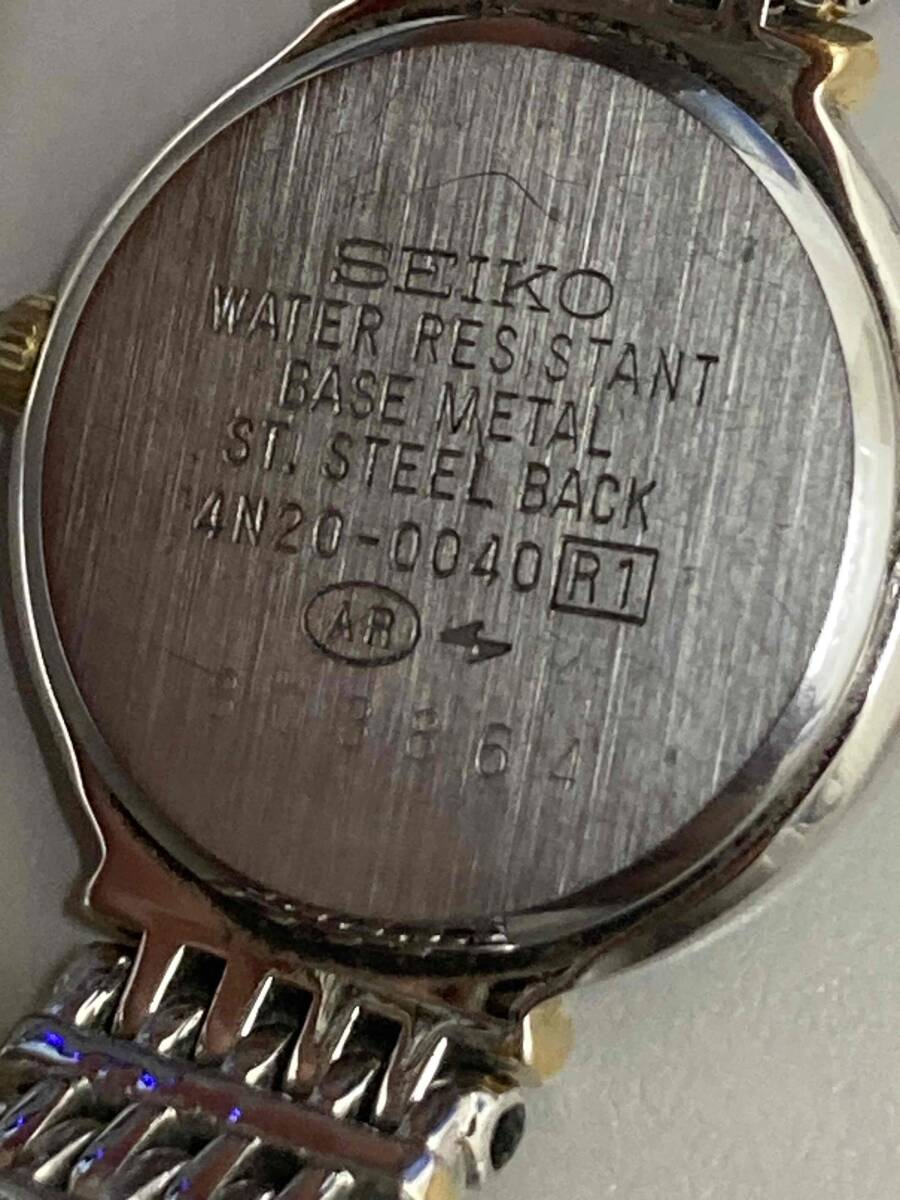 SEIKO
WATER RESISTANT
BASE METAL
ST. STEEL BACK
4N20-0040 R1
AR